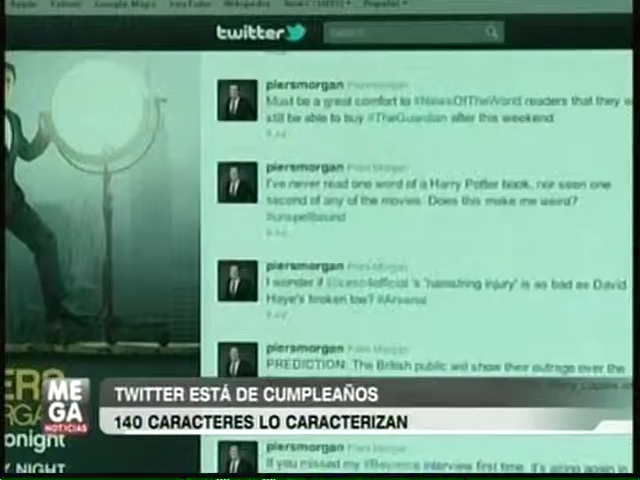 twitter
piersmorgan Piers Morgan
Must be a great comfort to #NewsOfTheWorld readers that they
still be able to buy #TheGuardian after this weekend.
piersmorgan Piers Morgan
I've never read one word of a Harry Potter book, nor seen one
second of any of the movies. Does this make me weird?
#unspellbound
piersmorgan Piers Morgan
I wonder if 's 'hamstring injury' is as bad as David
Haye's broken toe? #Arsenal
piersmorgan Piers Morgan
PREDICTION: The British public will show their outrage over the
MEGA
NOTICIAS
TWITTER ESTÁ DE CUMPLEAÑOS
140 CARACTERES LO CARACTERIZAN
onight
NIGHT
piersmorgan Piers Morgan
If you missed my #Beyonce interview first time, it's airing again in